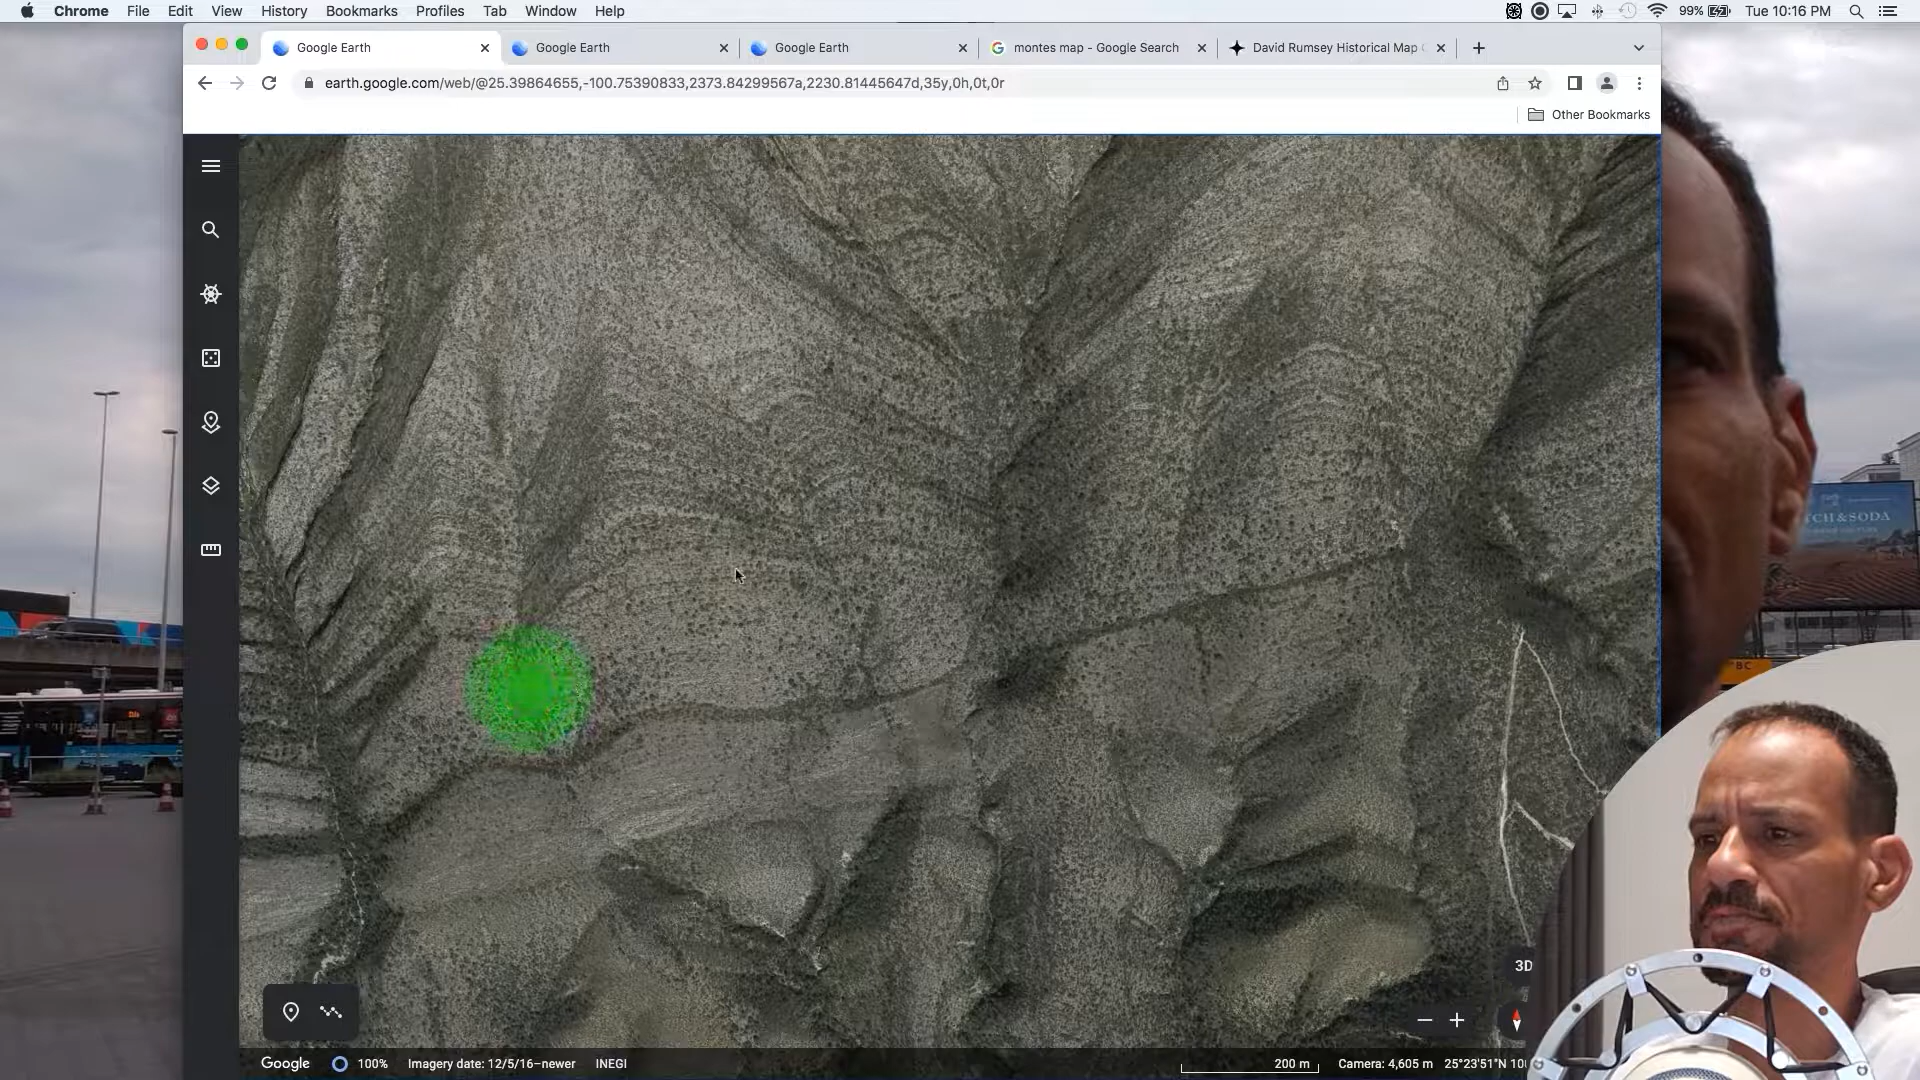 Chrome File Edit View History Bookmarks Profiles Tab Window Help
99% Tue 10:16 PM
Google Earth
Google Earth
Google Earth
montes map - Google Search
David Rumsey Historical Map
earth.google.com/web/@25.39864655,-100.75390833,2373.84299567a,2230.81445647d,35y,0h,0t,0r
Other Bookmarks
TCH&SODA
BC
3D
Google 100% Imagery date: 12/5/16–newer INEGI 200 m Camera: 4,605 m 25°23'51"N